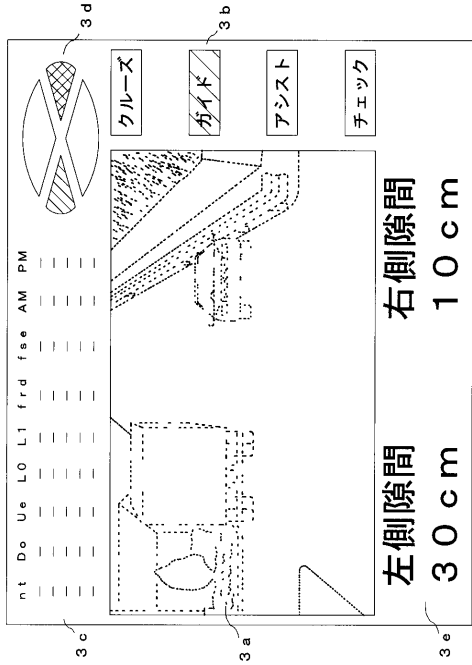 nt Do Ue L0 L1 frd fse AM PM
3d
3c
クルーズ
ガイド
3b
アシスト
チェック
3a
左側隙間 右側隙間
30cm 10cm
3e